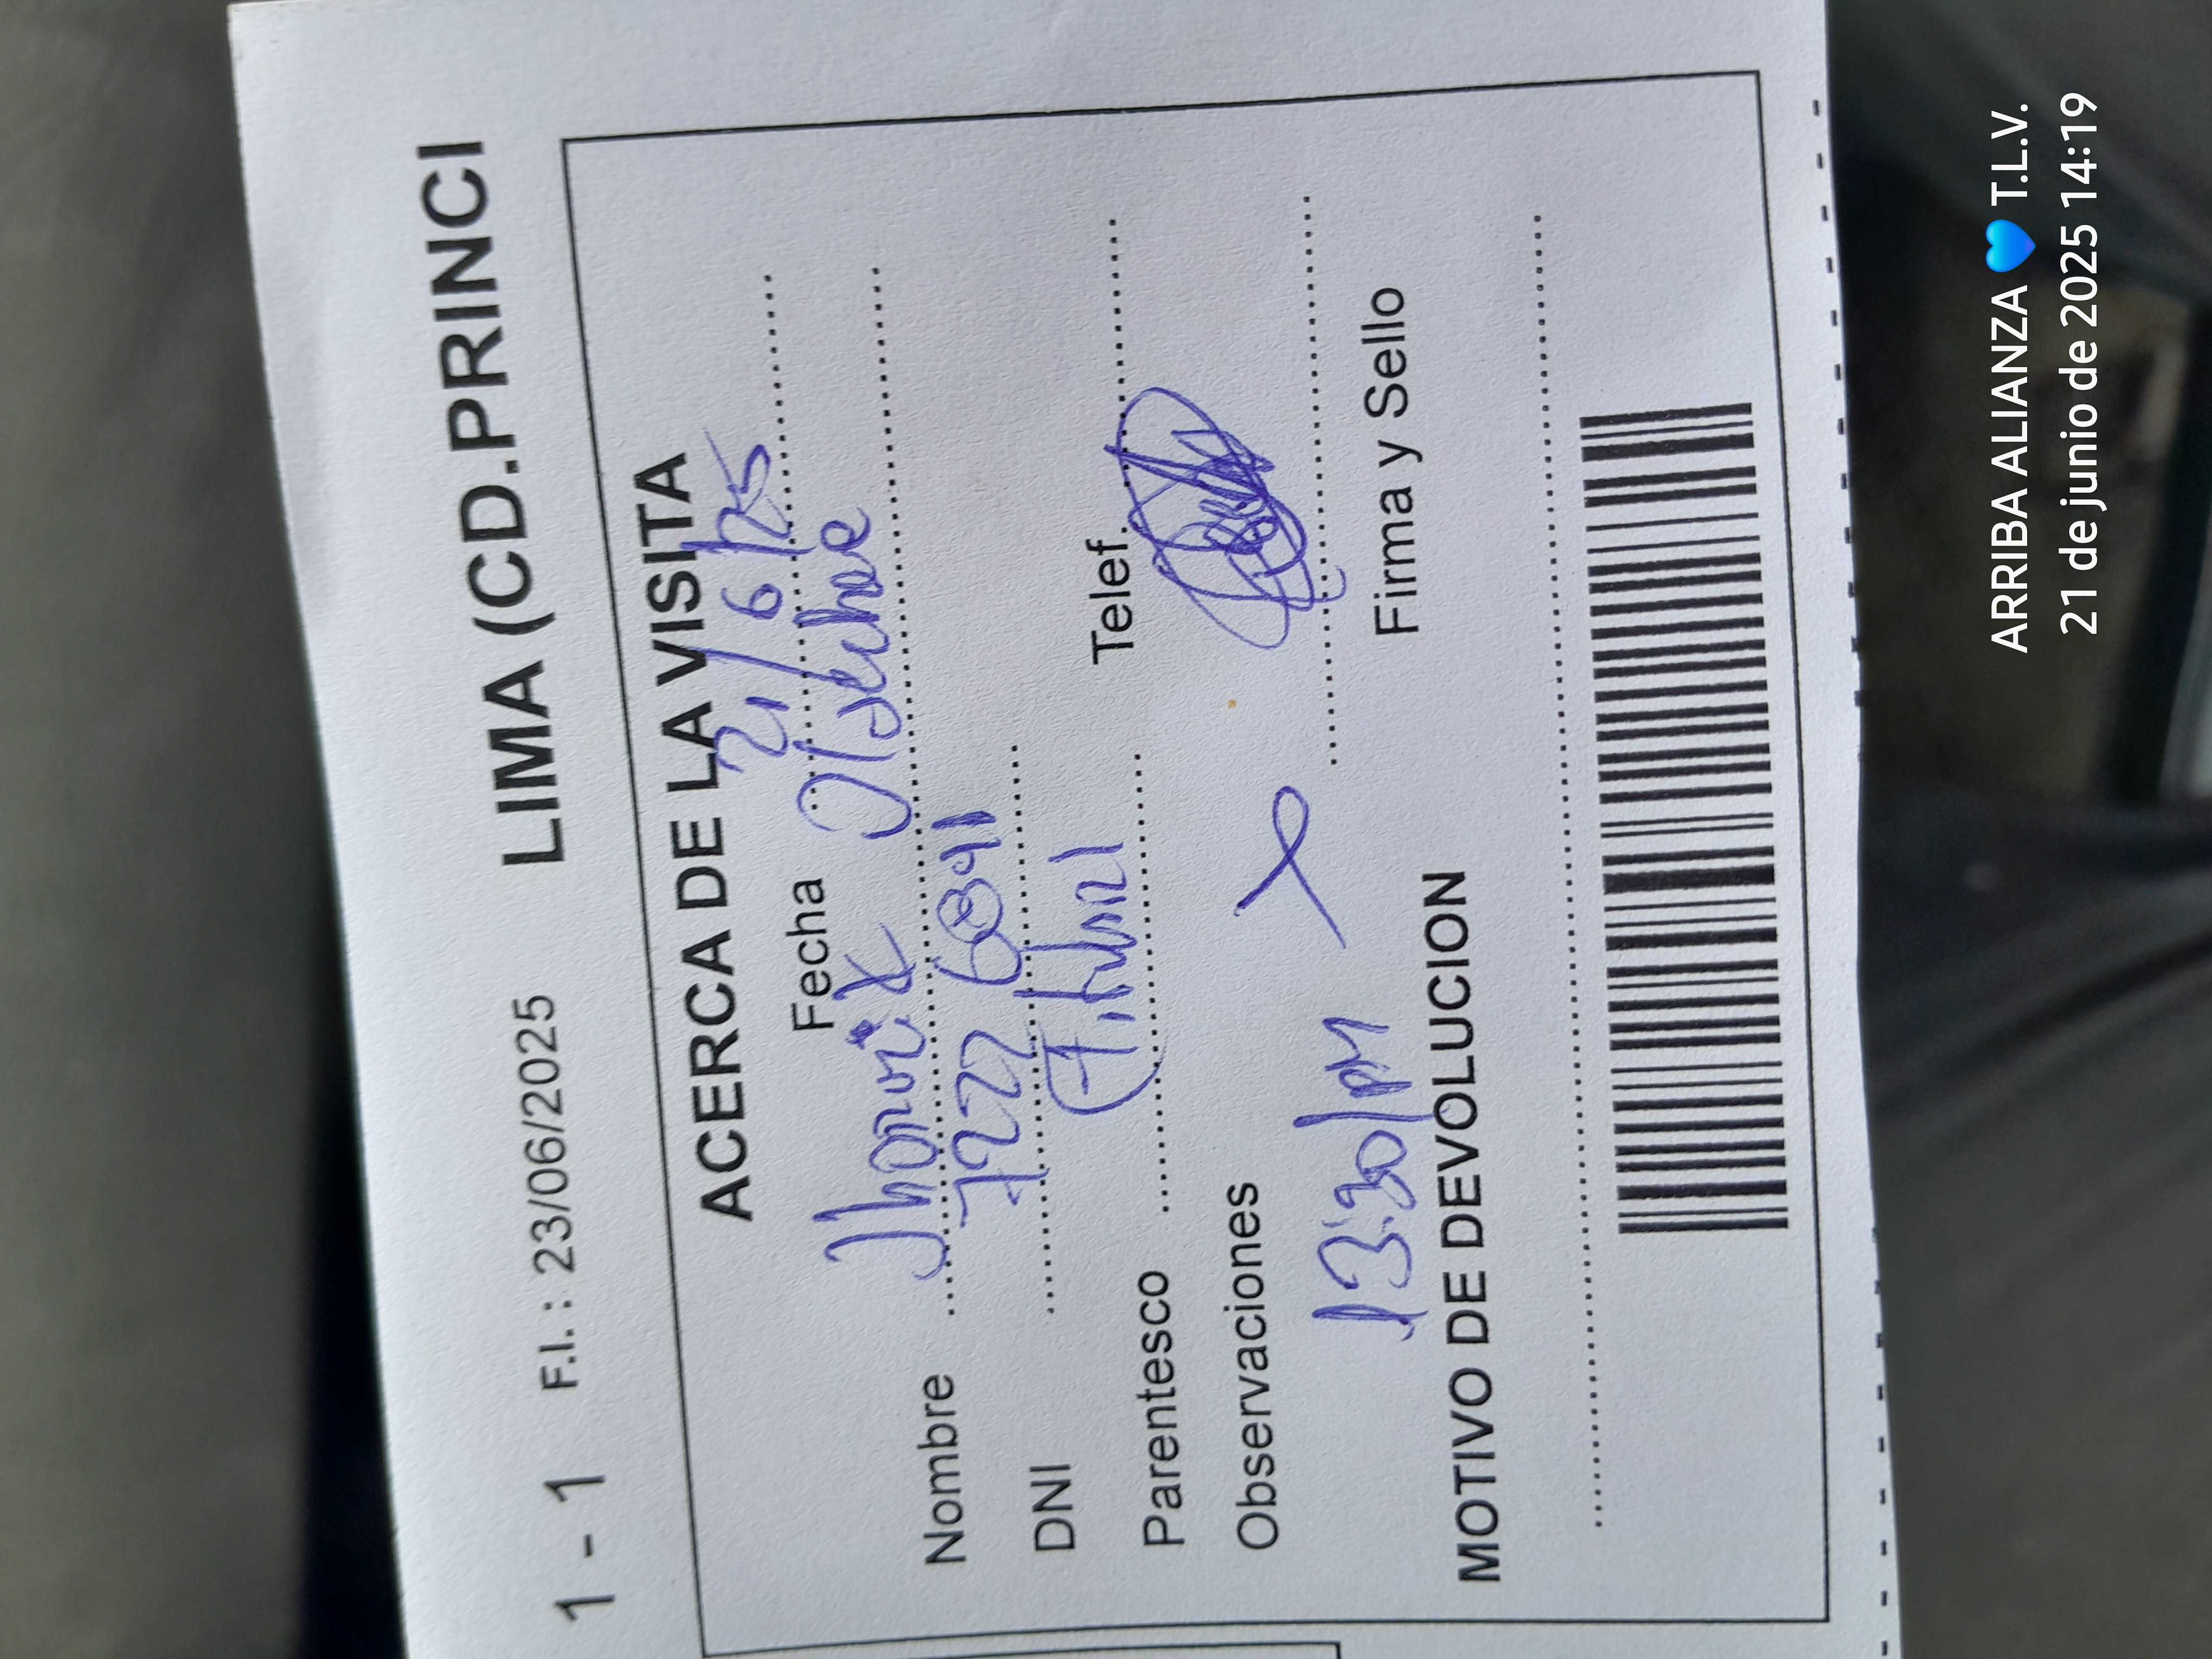 1 - 1 F.I. : 23/06/2025 LIMA (CD.PRINCI
ACERCA DE LA VISITA
Fecha 21/6/25
Nombre
DNI
Parentesco Telef.
Observaciones
13:30/PM
Firma y Sello
MOTIVO DE DEVOLUCION
ARRIBA ALIANZA 💙 T.L.V.
21 de junio de 2025 14:19